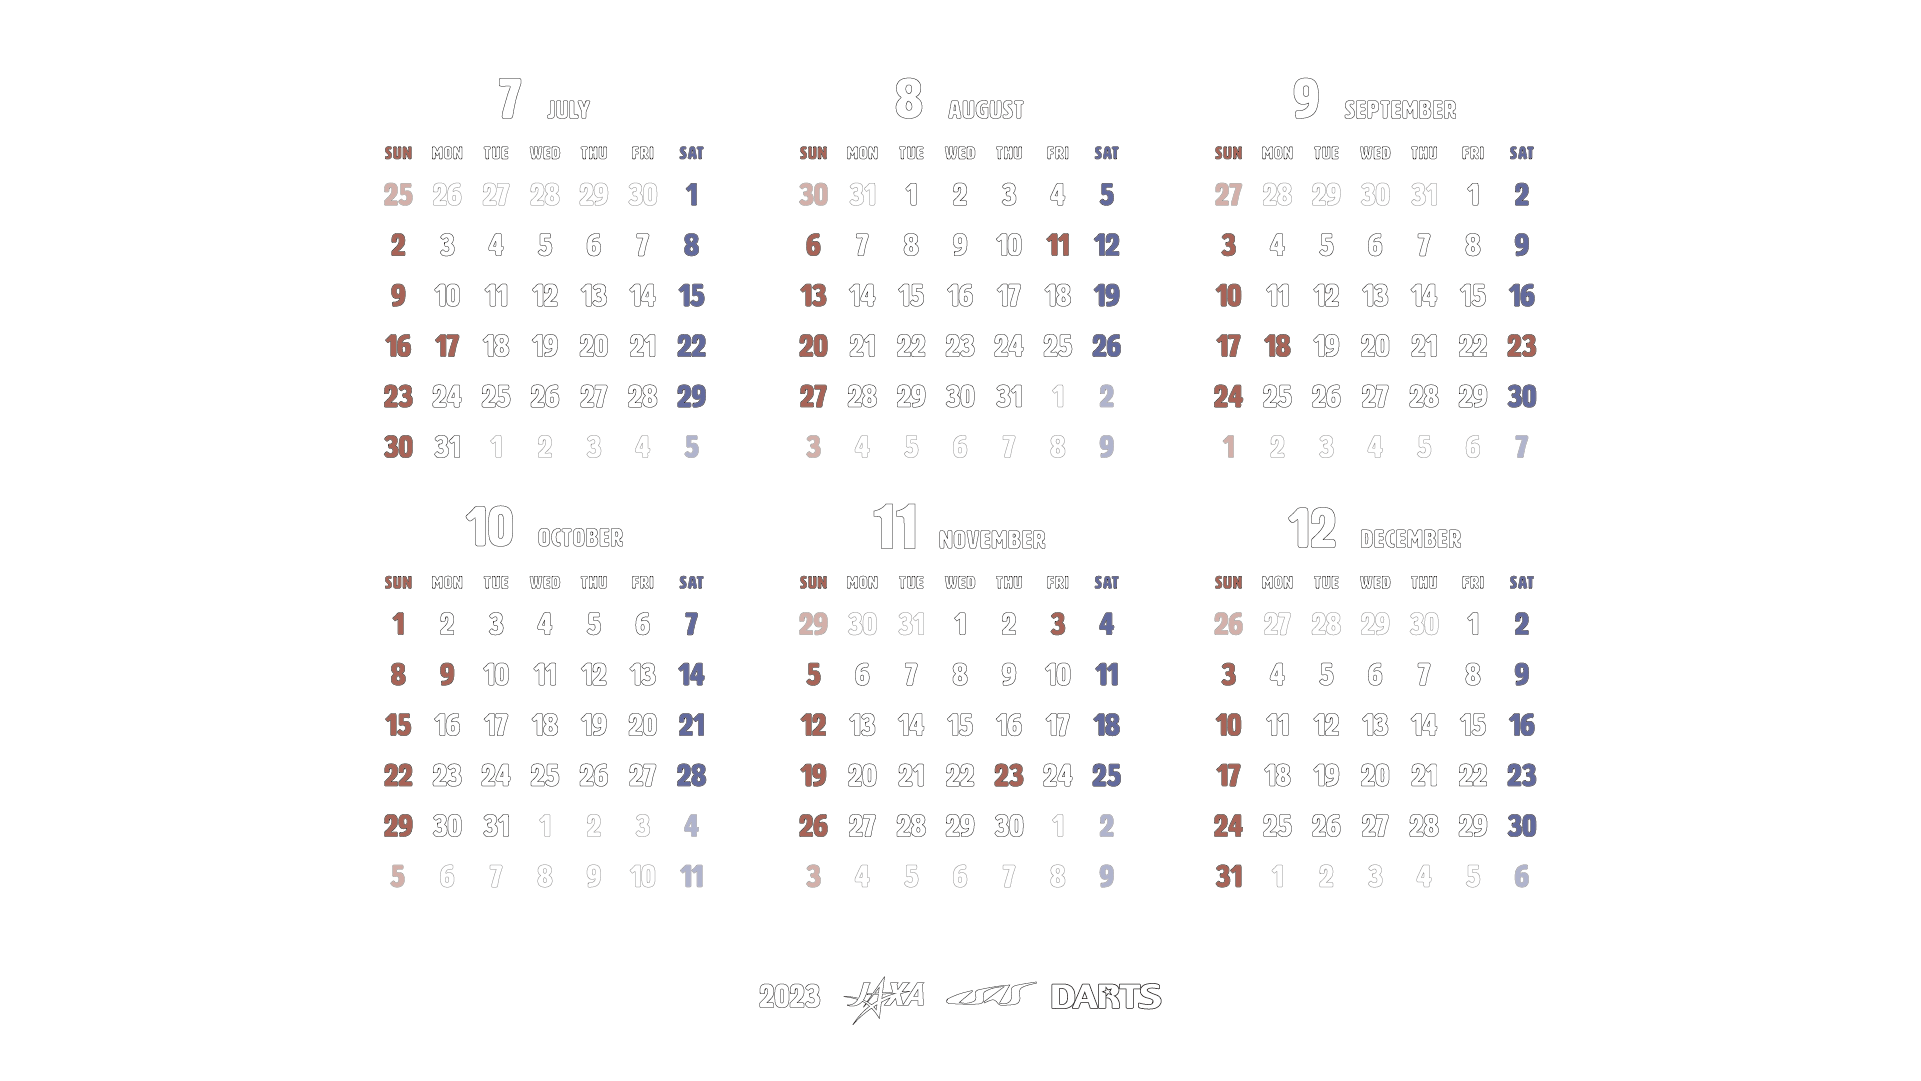 7 JULY 8 AUGUST 9 SEPTEMBER
SUN MON TUE WED THU FRI SAT SUN MON TUE WED THU FRI SAT SUN MON TUE WED THU FRI SAT
25 26 27 28 29 30 1 30 31 1 2 3 4 5 27 28 29 30 31 1 2
2 3 4 5 6 7 8 6 7 8 9 10 11 12 3 4 5 6 7 8 9
9 10 11 12 13 14 15 13 14 15 16 17 18 19 10 11 12 13 14 15 16
16 17 18 19 20 21 22 20 21 22 23 24 25 26 17 18 19 20 21 22 23
23 24 25 26 27 28 29 27 28 29 30 31 1 2 24 25 26 27 28 29 30
30 31 1 2 3 4 5 3 4 5 6 7 8 9 1 2 3 4 5 6 7
10 OCTOBER 11 NOVEMBER 12 DECEMBER
SUN MON TUE WED THU FRI SAT SUN MON TUE WED THU FRI SAT SUN MON TUE WED THU FRI SAT
1 2 3 4 5 6 7 29 30 31 1 2 3 4 26 27 28 29 30 1 2
8 9 10 11 12 13 14 5 6 7 8 9 10 11 3 4 5 6 7 8 9
15 16 17 18 19 20 21 12 13 14 15 16 17 18 10 11 12 13 14 15 16
22 23 24 25 26 27 28 19 20 21 22 23 24 25 17 18 19 20 21 22 23
29 30 31 1 2 3 4 26 27 28 29 30 1 2 24 25 26 27 28 29 30
5 6 7 8 9 10 11 3 4 5 6 7 8 9 31 1 2 3 4 5 6
2023 JAXA ISAS DARTS